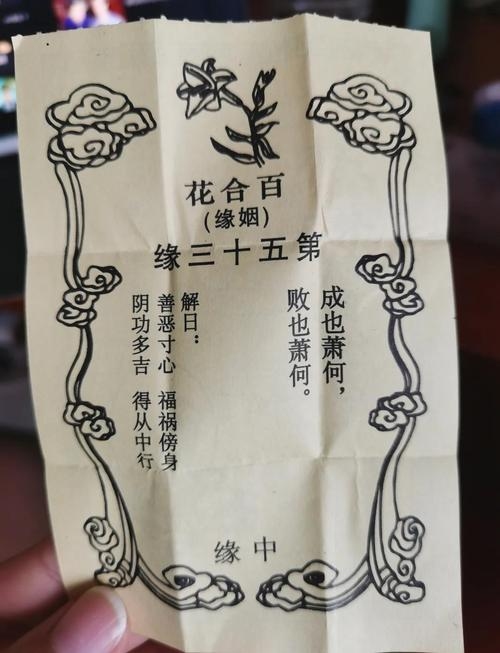 百合花
(姻缘)
第五十三缘
成也萧何，
败也萧何。
解日：
善恶寸心 福祸傍身
阴功多吉 得从中行
中缘